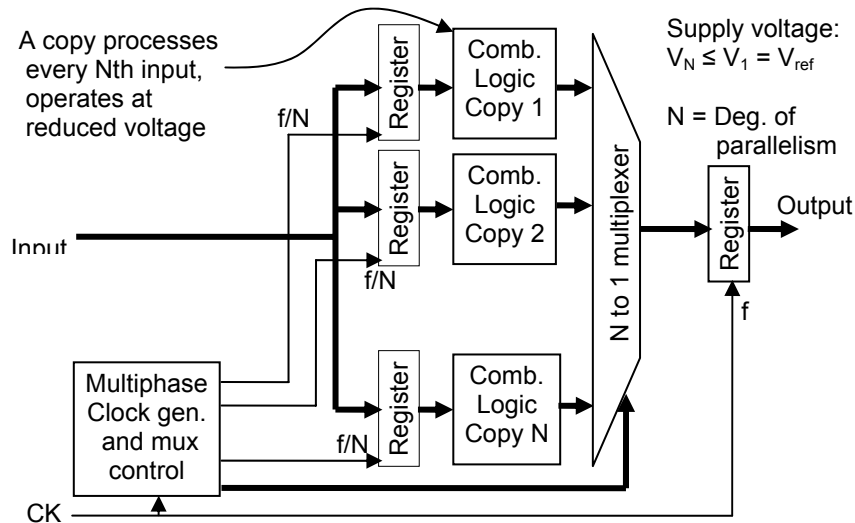 A copy processes
every Nth input,
operates at
reduced voltage
Supply voltage:
V_N ≤ V_1 = V_ref
N = Deg. of
parallelism
Register
Comb.
Logic
Copy 1
f/N
Register
Comb.
Logic
Copy 2
f/N
Register
Comb.
Logic
Copy N
f/N
N to 1 multiplexer
Register
Output
f
Input
Multiphase
Clock gen.
and mux
control
CK